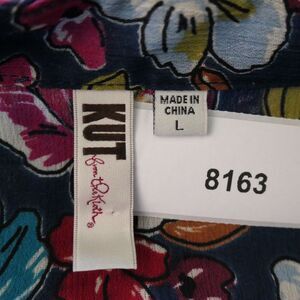 KUT
from the Kloth®
MADE IN
CHINA
L
8163